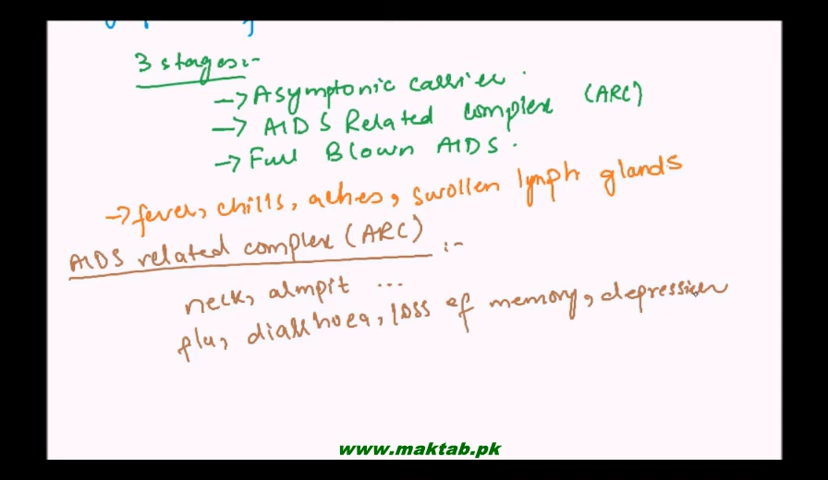 3 stages:-
→ Asymptonic carrier.
→ AIDS Related complex (ARC)
→ Full Blown AIDS.
→ fever, chills, aches, swollen lymph glands
AIDS related complex (ARC) :-
neck, armpit ...
flu, diarrhoea, loss of memory, depression
www.maktab.pk